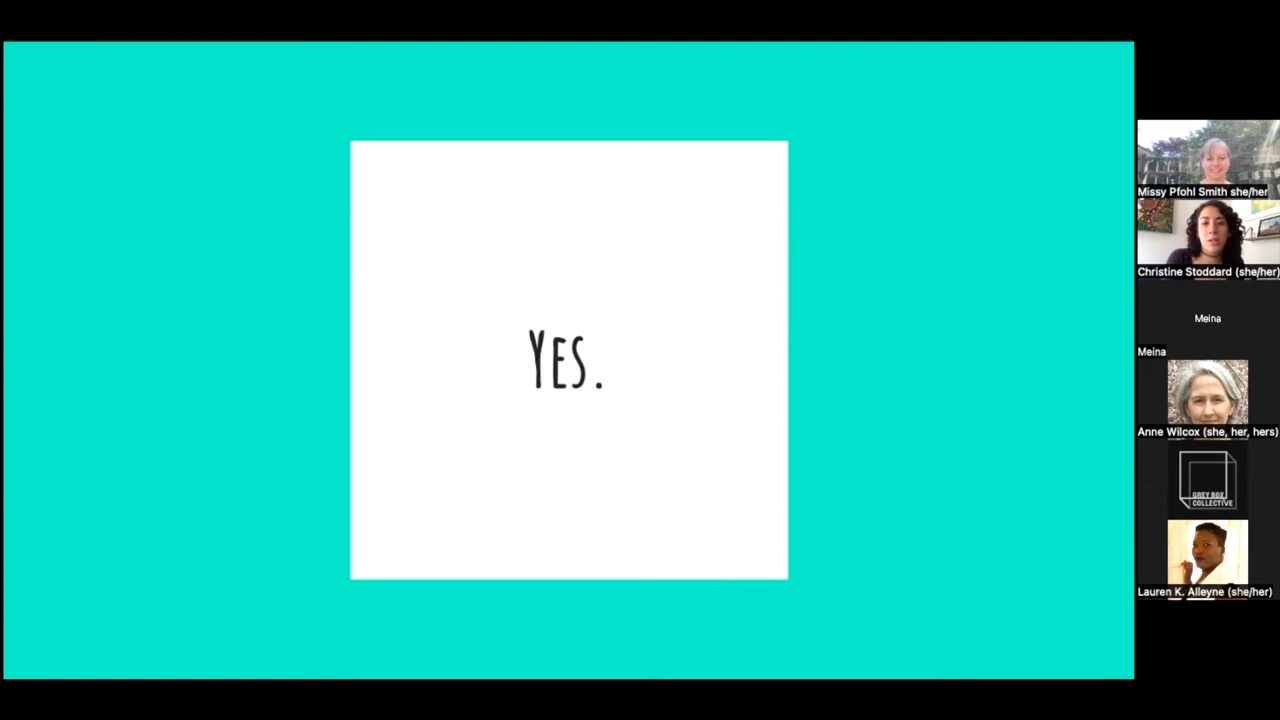 Yes.
Missy Pfohl Smith she/her
Christine Stoddard (she/her)
Meina
Meina
Anne Wilcox (she, her, hers)
GREY BOX
COLLECTIVE
Lauren K. Alleyne (she/her)